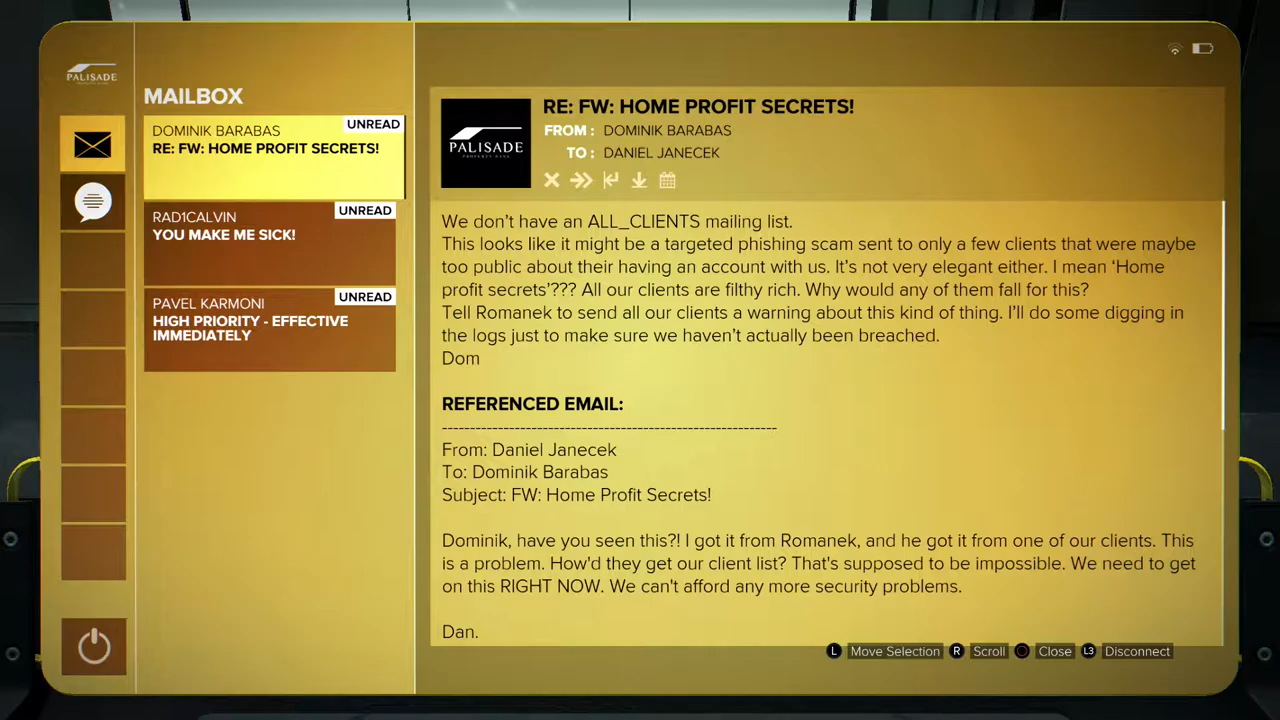 PALISADE
MAILBOX
DOMINIK BARABAS
UNREAD
RE: FW: HOME PROFIT SECRETS!
RAD1CALVIN
UNREAD
YOU MAKE ME SICK!
PAVEL KARMONI
UNREAD
HIGH PRIORITY - EFFECTIVE
IMMEDIATELY
PALISADE
PROPERTY BANK
RE: FW: HOME PROFIT SECRETS!
FROM : DOMINIK BARABAS
TO : DANIEL JANECEK
We don't have an ALL_CLIENTS mailing list.
This looks like it might be a targeted phishing scam sent to only a few clients that were maybe
too public about their having an account with us. It's not very elegant either. I mean ‘Home
profit secrets’??? All our clients are filthy rich. Why would any of them fall for this?
Tell Romanek to send all our clients a warning about this kind of thing. I'll do some digging in
the logs just to make sure we haven't actually been breached.
Dom
REFERENCED EMAIL:
------------------------------------------------------------
From: Daniel Janecek
To: Dominik Barabas
Subject: FW: Home Profit Secrets!
Dominik, have you seen this?! I got it from Romanek, and he got it from one of our clients. This
is a problem. How'd they get our client list? That's supposed to be impossible. We need to get
on this RIGHT NOW. We can't afford any more security problems.
Dan.
L Move Selection R Scroll Close L3 Disconnect